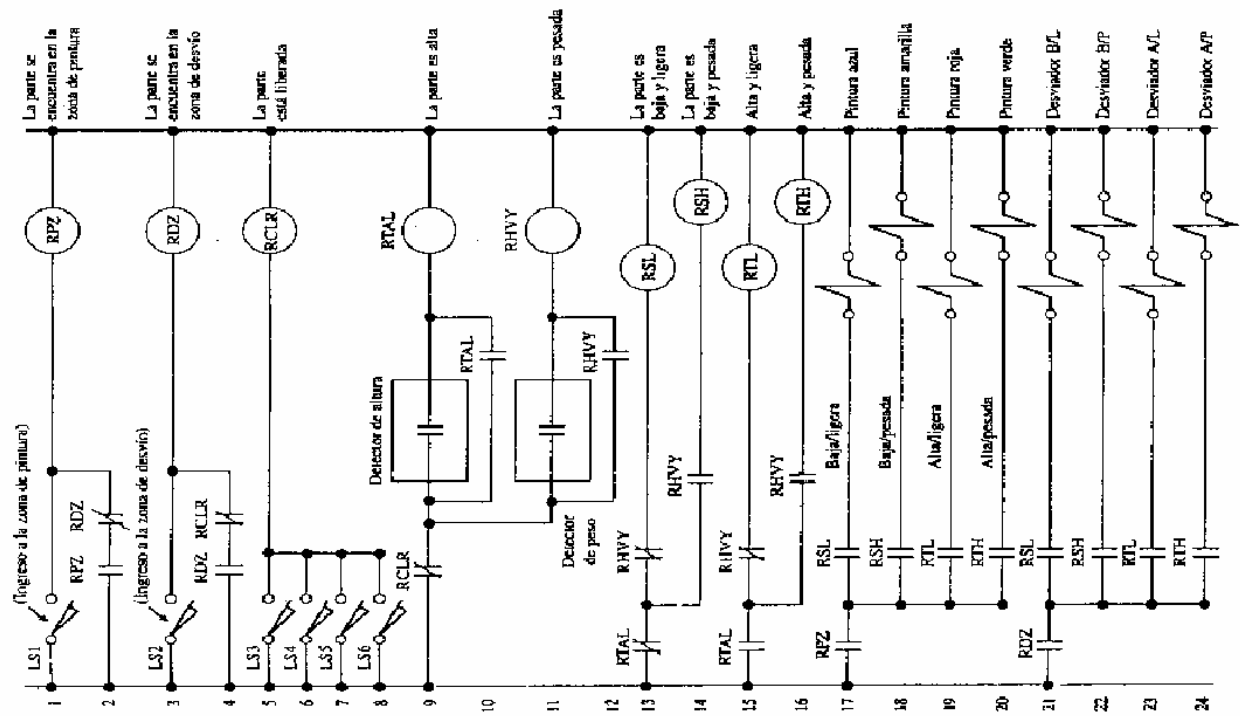 (Ingreso a la zona de pintura)
La parte se
encuentra en la
zona de pintura
1
LS1
RPZ
2
RPZ
RDZ
(Ingreso a la zona de desvío)
La parte se
encuentra en la
zona de desvío
3
LS2
RDZ
4
RDZ
RCLR
La parte
está liberada
5
LS3
RCLR
6
LS4
7
LS5
8
LS6
Detector de altura
RTAL
La parte es alta
9
RCLR
10
RTAL
RHVY
La parte es pesada
11
Detector
de peso
12
RHVY
La parte es
baja y ligera
13
RTAL
RHVY
RSL
La parte es
baja y pesada
14
RHVY
RSH
Alta y ligera
15
RTAL
RHVY
RTL
Alta y pesada
16
RHVY
RTH
17
RPZ
RSL
Baja/ligera
Pintura azul
18
RSH
Baja/pesada
Pintura amarilla
19
RTL
Alta/ligera
Pintura roja
20
RTH
Alta/pesada
Pintura verde
21
RDZ
RSL
Desviador B/L
22
RSH
Desviador B/P
23
RTL
Desviador A/L
24
RTH
Desviador A/P